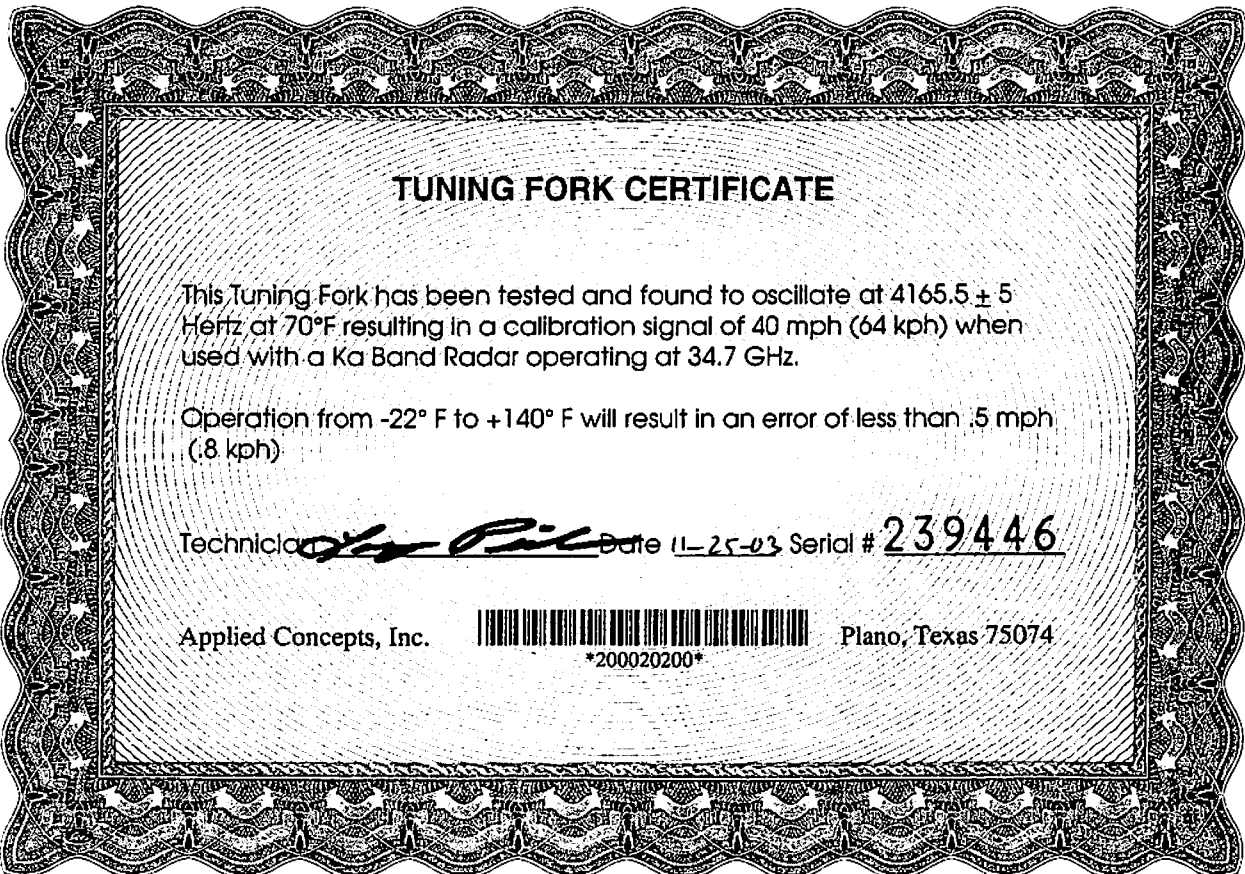 TUNING FORK CERTIFICATE
This Tuning Fork has been tested and found to oscillate at 4165.5 ± 5
Hertz at 70°F resulting in a calibration signal of 40 mph (64 kph) when
used with a Ka Band Radar operating at 34.7 GHz.
Operation from -22° F to +140° F will result in an error of less than .5 mph
(.8 kph)
Technician Date 11-25-03 Serial # 239446
Applied Concepts, Inc. Plano, Texas 75074
*200020200*